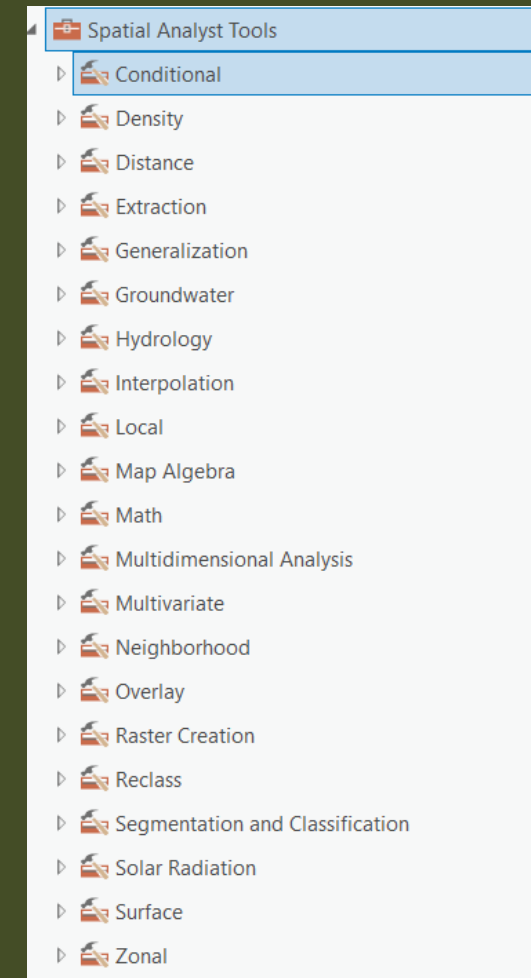 Spatial Analyst Tools
Conditional
Density
Distance
Extraction
Generalization
Groundwater
Hydrology
Interpolation
Local
Map Algebra
Math
Multidimensional Analysis
Multivariate
Neighborhood
Overlay
Raster Creation
Reclass
Segmentation and Classification
Solar Radiation
Surface
Zonal